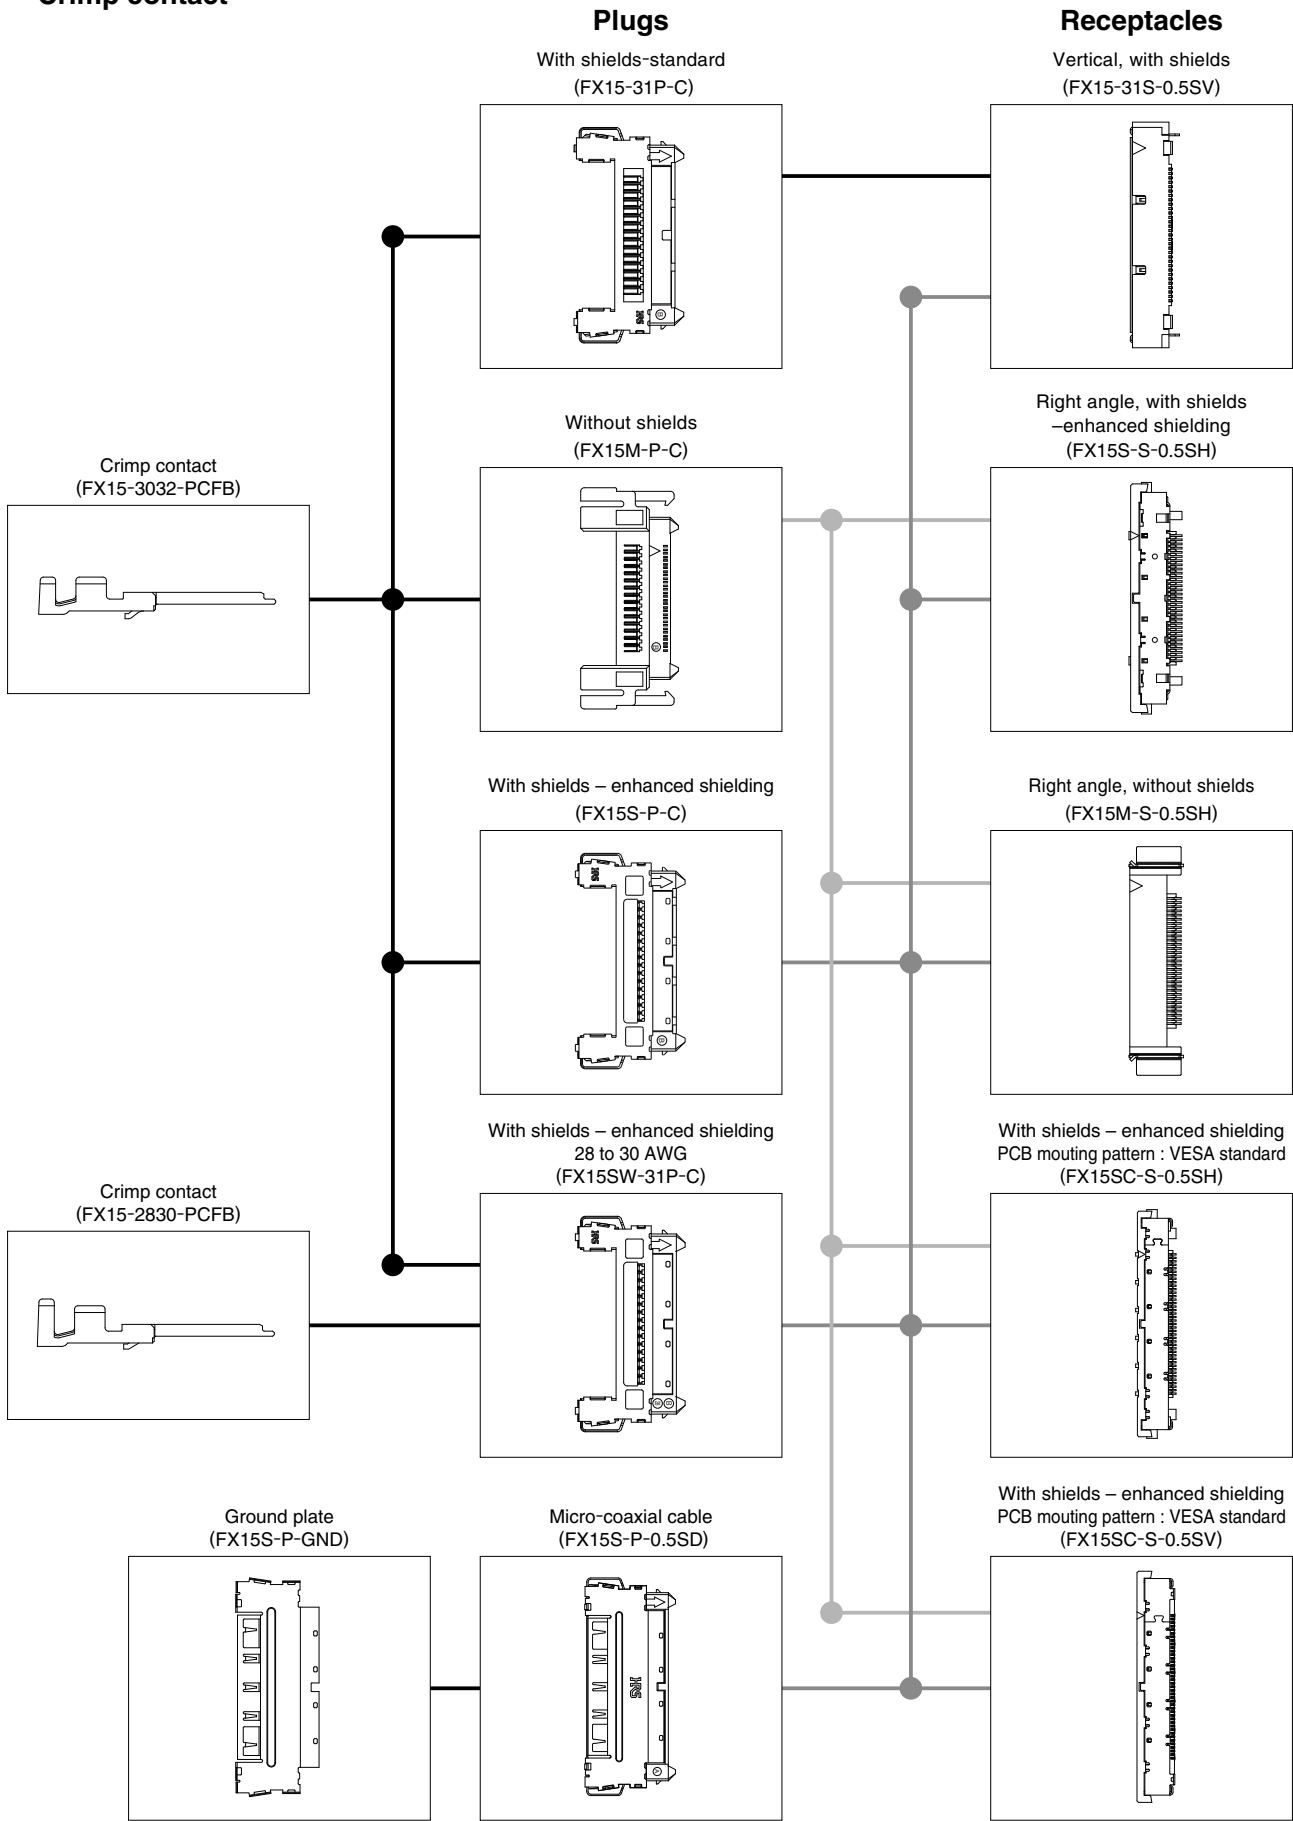 Crimp contact
Plugs
Receptacles
With shields-standard
(FX15-31P-C)
Vertical, with shields
(FX15-31S-0.5SV)
Without shields
(FX15M-P-C)
Right angle, with shields
–enhanced shielding
(FX15S-S-0.5SH)
Crimp contact
(FX15-3032-PCFB)
With shields – enhanced shielding
(FX15S-P-C)
Right angle, without shields
(FX15M-S-0.5SH)
With shields – enhanced shielding
28 to 30 AWG
(FX15SW-31P-C)
With shields – enhanced shielding
PCB mouting pattern : VESA standard
(FX15SC-S-0.5SH)
Crimp contact
(FX15-2830-PCFB)
Ground plate
(FX15S-P-GND)
Micro-coaxial cable
(FX15S-P-0.5SD)
With shields – enhanced shielding
PCB mouting pattern : VESA standard
(FX15SC-S-0.5SV)
HRS
HRS
HRS
HRS